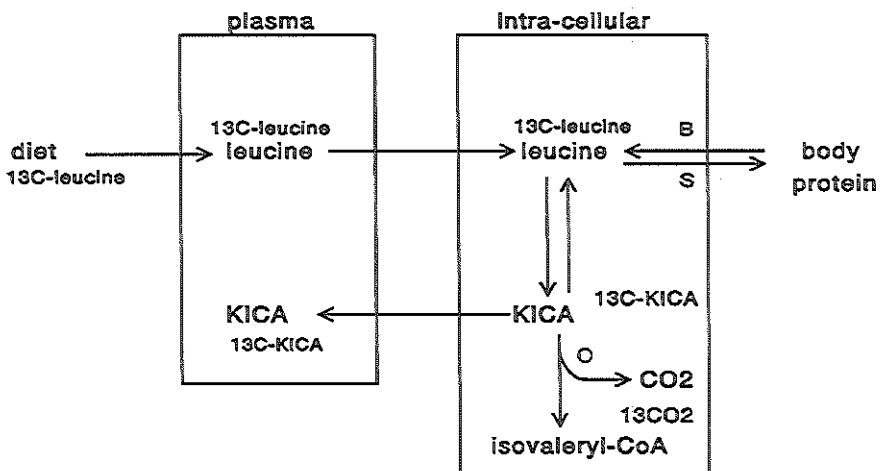 plasma
intra-cellular
13C-leucine
leucine
13C-leucine
leucine
B
S
diet
13C-leucine
body
protein
KICA
13C-KICA
KICA
13C-KICA
O
CO2
13CO2
isovaleryl-CoA